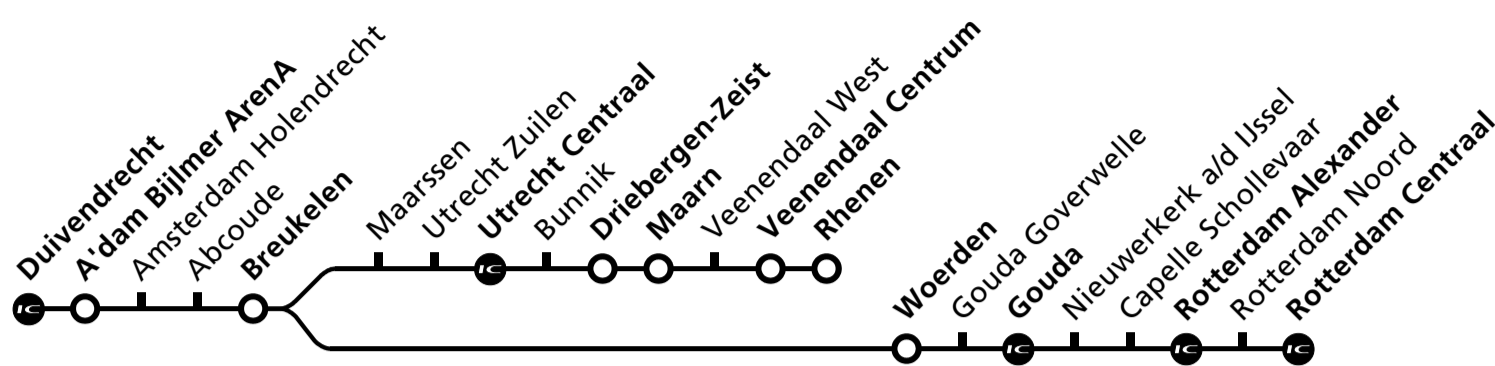 Duivendrecht
A'dam Bijlmer ArenA
Amsterdam Holendrecht
Abcoude
Breukelen
Maarssen
Utrecht Zuilen
Utrecht Centraal
Bunnik
Driebergen-Zeist
Maarn
Veenendaal West
Veenendaal Centrum
Rhenen
Woerden
Gouda Goverwelle
Gouda
Nieuwerkerk a/d IJssel
Capelle Schollevaar
Rotterdam Alexander
Rotterdam Noord
Rotterdam Centraal
IC
IC
IC
IC
IC